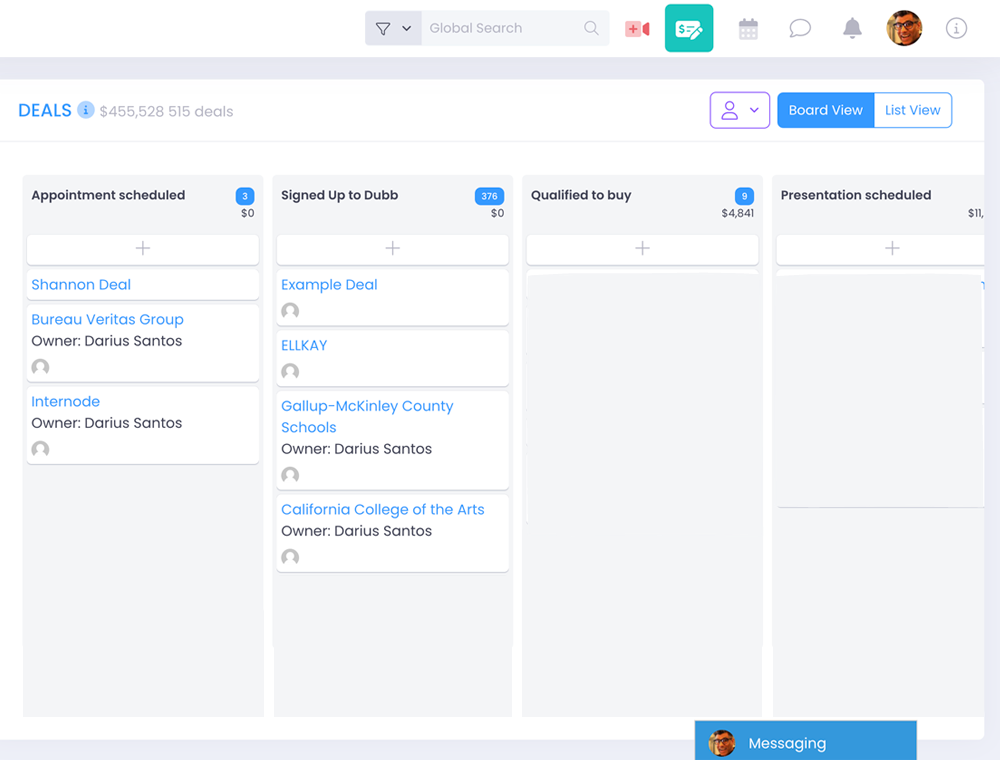 Global Search
DEALS $455,528 515 deals
Board View
List View
Appointment scheduled
3
$0
Shannon Deal
Bureau Veritas Group
Owner: Darius Santos
Internode
Owner: Darius Santos
Signed Up to Dubb
376
$0
Example Deal
ELLKAY
Gallup-McKinley County
Schools
Owner: Darius Santos
California College of the Arts
Owner: Darius Santos
Qualified to buy
9
$4,841
Presentation scheduled
$11,
Messaging